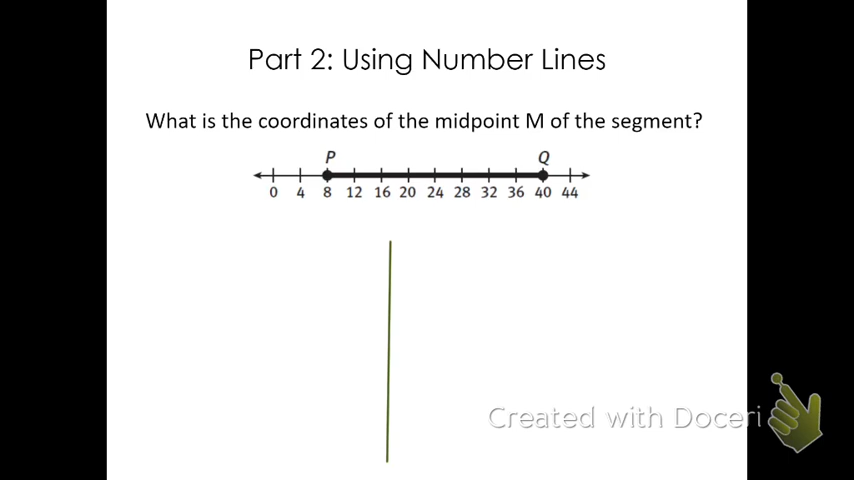 Part 2: Using Number Lines
What is the coordinates of the midpoint M of the segment?
P Q
0 4 8 12 16 20 24 28 32 36 40 44
Created with Doceri